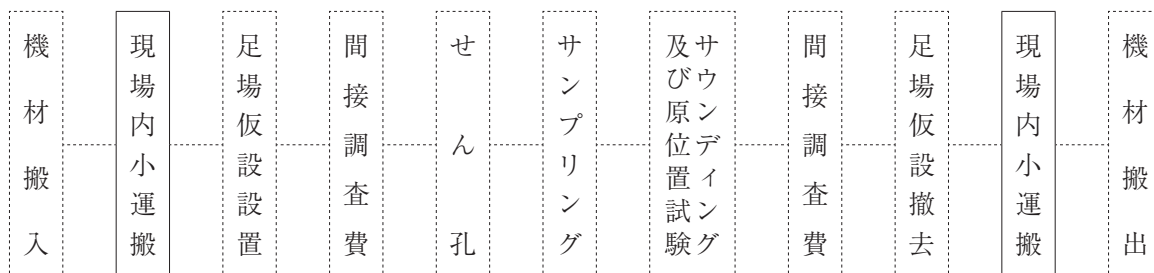 機材搬入
現場内小運搬
足場仮設設置
間接調査費
せん孔
サンプリング
サウンディング
及び原位置試験
間接調査費
足場仮設撤去
現場内小運搬
機材搬出